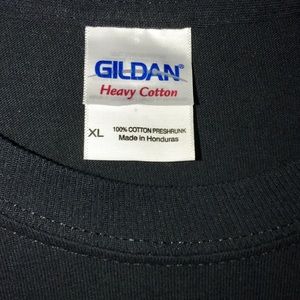 GILDAN®
Heavy Cotton
XL 100% COTTON PRESHRUNK
Made in Honduras